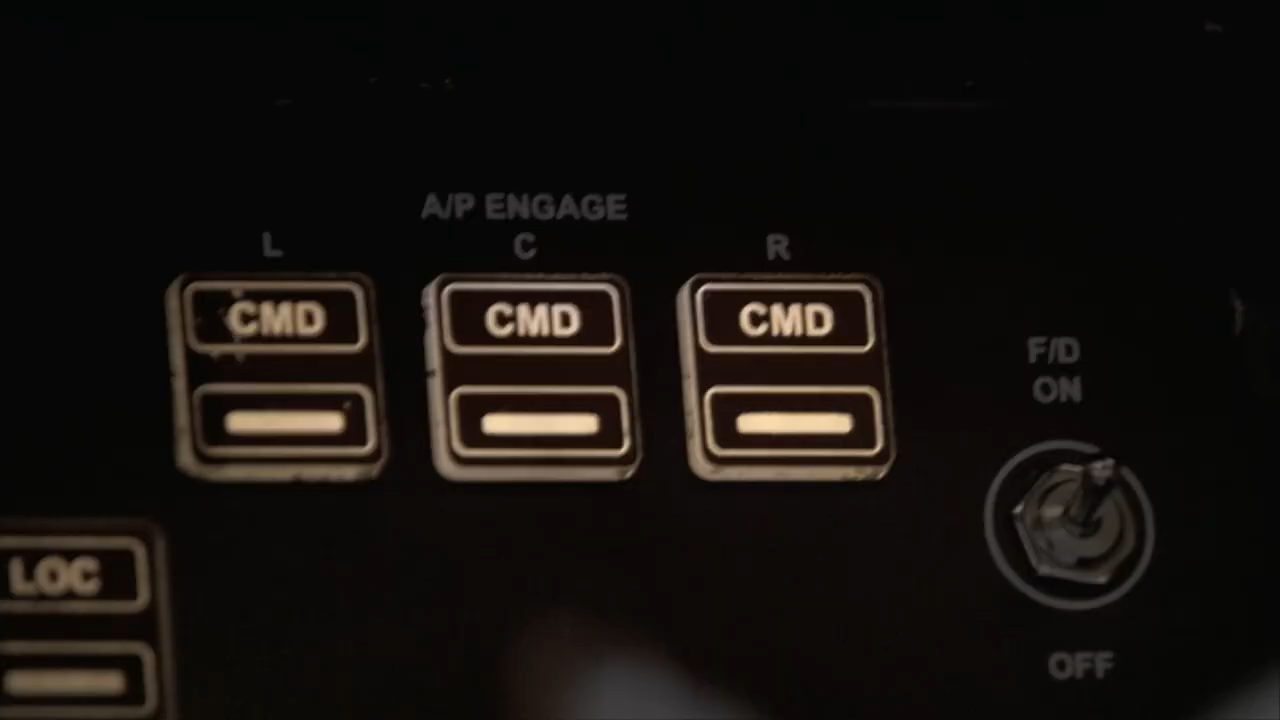 A/P ENGAGE
L C R
CMD CMD CMD
F/D
ON
LOC
OFF